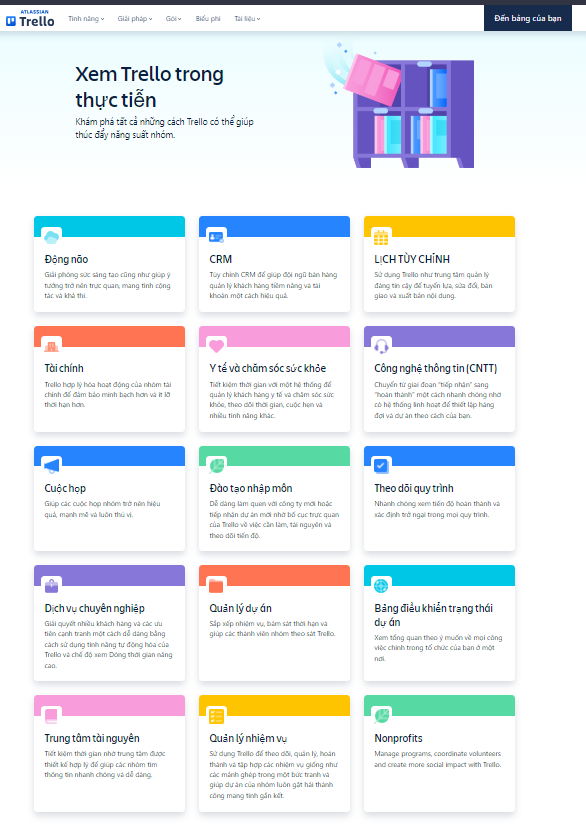 ATLASSIAN
Trello
Tính năng
Giải pháp
Gói
Biểu phí
Tài liệu
Đến bảng của bạn
Xem Trello trong
thực tiễn
Khám phá tất cả những cách Trello có thể giúp
thúc đẩy năng suất nhóm.
Động não
Giải phóng sức sáng tạo cũng như giúp ý
tưởng trở nên trực quan, mang tính cộng
tác và khả thi.
CRM
Tùy chỉnh CRM để giúp đội ngũ bán hàng
quản lý khách hàng tiềm năng và tài
khoản một cách hiệu quả.
LỊCH TÙY CHỈNH
Sử dụng Trello như trung tâm quản lý
đáng tin cậy để tuyển lựa, sửa đổi, bàn
giao và xuất bản nội dung.
Tài chính
Trello hợp lý hóa hoạt động của nhóm tài
chính để đảm bảo minh bạch hơn và ít lỡ
thời hạn hơn.
Y tế và chăm sóc sức khỏe
Tiết kiệm thời gian với một hệ thống để
quản lý khách hàng y tế và chăm sóc sức
khỏe, theo dõi thời gian, cuộc hẹn và
nhiều tính năng khác.
Công nghệ thông tin (CNTT)
Chuyển từ giai đoạn "tiếp nhận" sang
"hoàn thành" một cách nhanh chóng nhờ
có hệ thống linh hoạt để thiết lập hàng
đợi và dự án theo cách của bạn.
Cuộc họp
Giúp các cuộc họp nhóm trở nên hiệu
quả, mạnh mẽ và luôn thú vị.
Đào tạo nhập môn
Dễ dàng làm quen với công ty mới hoặc
tiếp nhận dự án mới nhờ bố cục trực quan
của Trello về việc cần làm, tài nguyên và
theo dõi tiến độ.
Theo dõi quy trình
Nhanh chóng xem tiến độ hoàn thành và
xác định trở ngại trong mọi quy trình.
Dịch vụ chuyên nghiệp
Giải quyết nhiều khách hàng và các ưu
tiên cạnh tranh một cách dễ dàng bằng
cách sử dụng tính năng tự động hóa của
Trello và chế độ xem Dòng thời gian nâng
cao.
Quản lý dự án
Sắp xếp nhiệm vụ, bám sát thời hạn và
giúp các thành viên nhóm theo sát Trello.
Bảng điều khiển trạng thái
dự án
Xem tổng quan theo ý muốn về mọi công
việc chính trong tổ chức của bạn ở một
nơi.
Trung tâm tài nguyên
Tiết kiệm thời gian nhờ trung tâm được
thiết kế hợp lý để giúp các nhóm tìm
thông tin nhanh chóng và dễ dàng.
Quản lý nhiệm vụ
Sử dụng Trello để theo dõi, quản lý, hoàn
thành và tập hợp các nhiệm vụ giống như
các mảnh ghép trong một bức tranh và
giúp dự án của nhóm luôn gặt hái thành
công mang tính gắn kết.
Nonprofits
Manage programs, coordinate volunteers
and create more social impact with Trello.